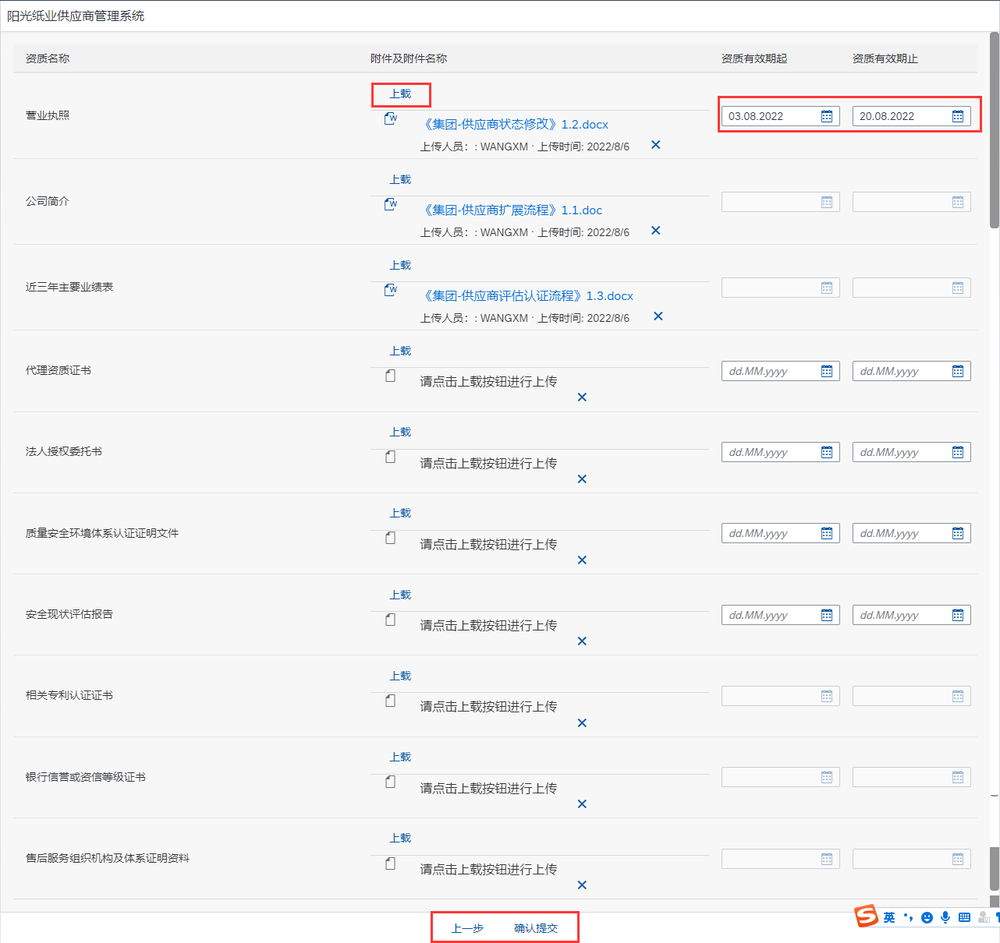 阳光纸业供应商管理系统
资质名称 附件及附件名称 资质有效期起 资质有效期止
上载
营业执照 03.08.2022 20.08.2022
《集团-供应商状态修改》1.2.docx
上传人员：: WANGXM · 上传时间: 2022/8/6
上载
公司简介
《集团-供应商扩展流程》1.1.doc
上传人员：: WANGXM · 上传时间: 2022/8/6
上载
近三年主要业绩表
《集团-供应商评估认证流程》1.3.docx
上传人员：: WANGXM · 上传时间: 2022/8/6
上载
代理资质证书 dd.MM.yyyy dd.MM.yyyy
请点击上载按钮进行上传
上载
法人授权委托书 dd.MM.yyyy dd.MM.yyyy
请点击上载按钮进行上传
上载
质量安全环境体系认证证明文件 dd.MM.yyyy dd.MM.yyyy
请点击上载按钮进行上传
上载
安全现状评估报告 dd.MM.yyyy dd.MM.yyyy
请点击上载按钮进行上传
上载
相关专利认证证书
请点击上载按钮进行上传
上载
银行信誉或资信等级证书
请点击上载按钮进行上传
上载
售后服务组织机构及体系证明资料
请点击上载按钮进行上传
上一步 确认提交
英